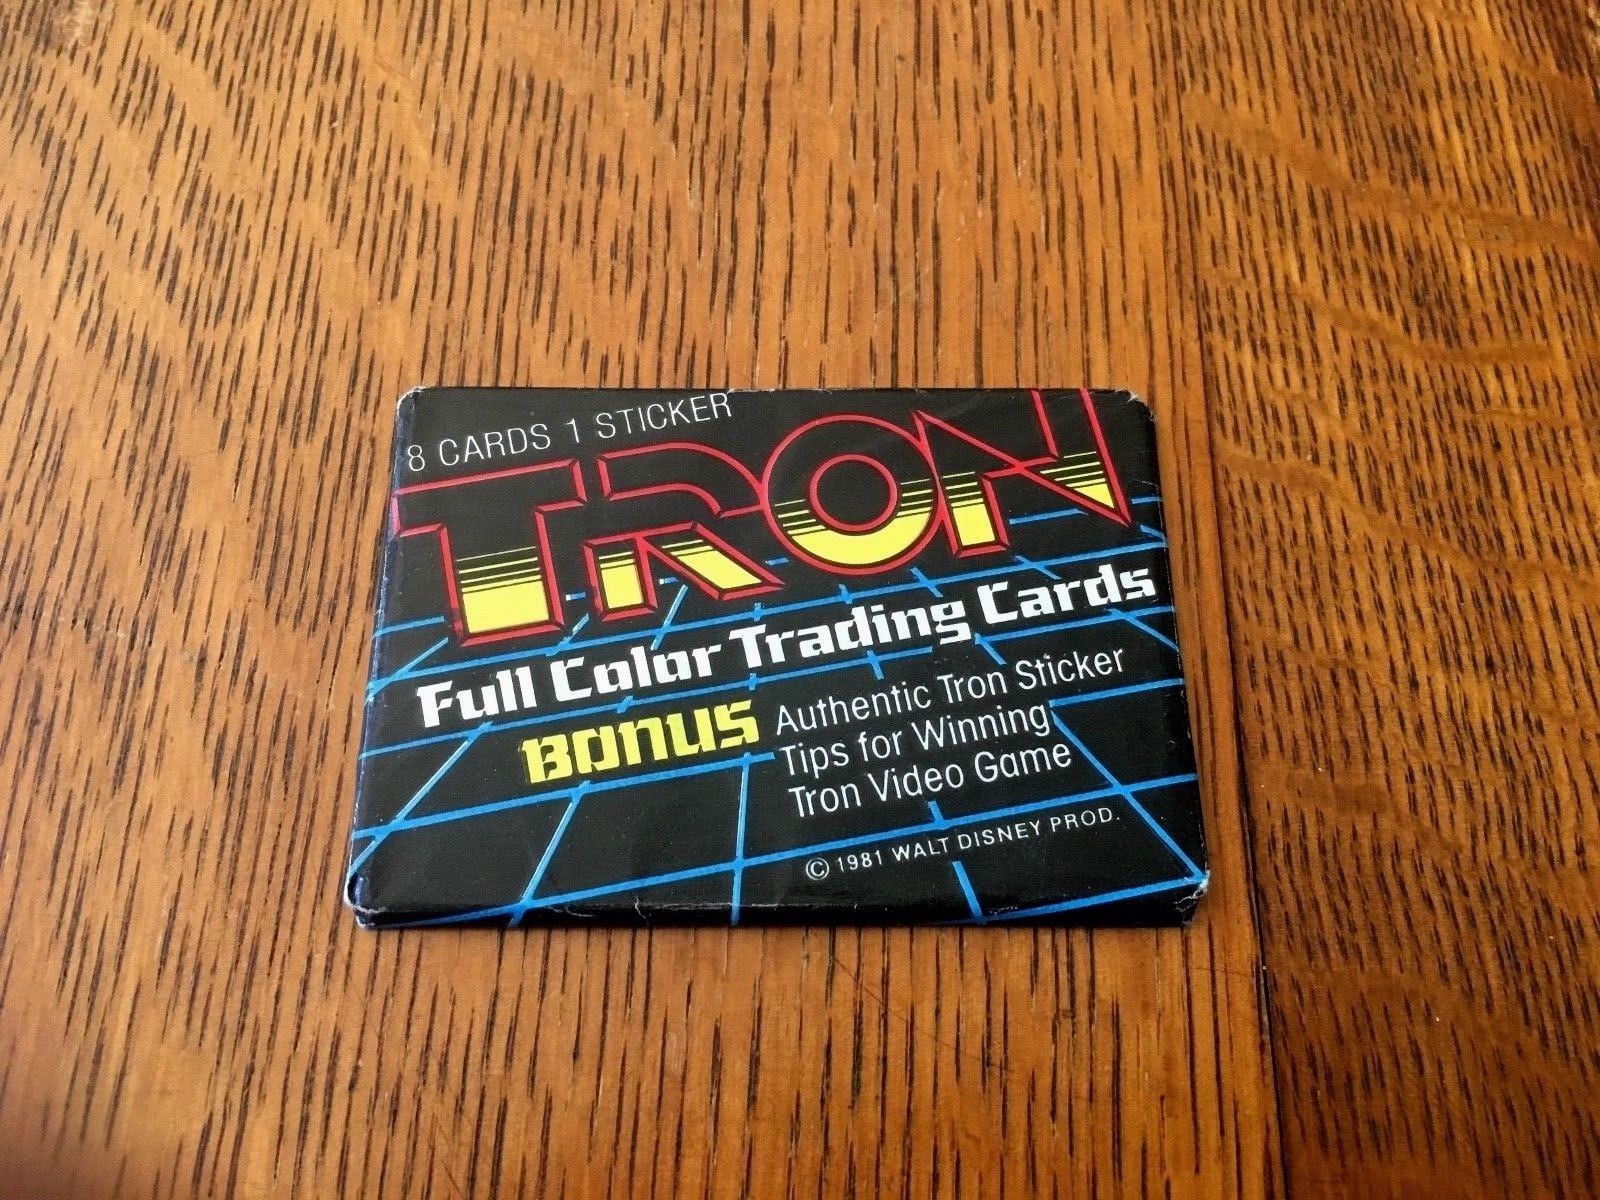 8 CARDS 1 STICKER
TRON
Full Color Trading Cards
BONUS
Authentic Tron Sticker
Tips for Winning
Tron Video Game
© 1981 WALT DISNEY PROD.